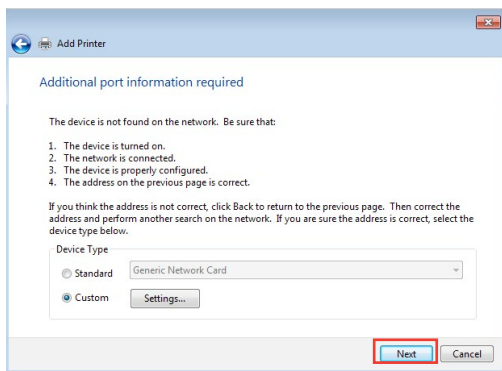 Add Printer
Additional port information required
The device is not found on the network. Be sure that:
1. The device is turned on.
2. The network is connected.
3. The device is properly configured.
4. The address on the previous page is correct.
If you think the address is not correct, click Back to return to the previous page. Then correct the
address and perform another search on the network. If you are sure the address is correct, select the
device type below.
Device Type
Standard Generic Network Card
Custom Settings...
Next Cancel